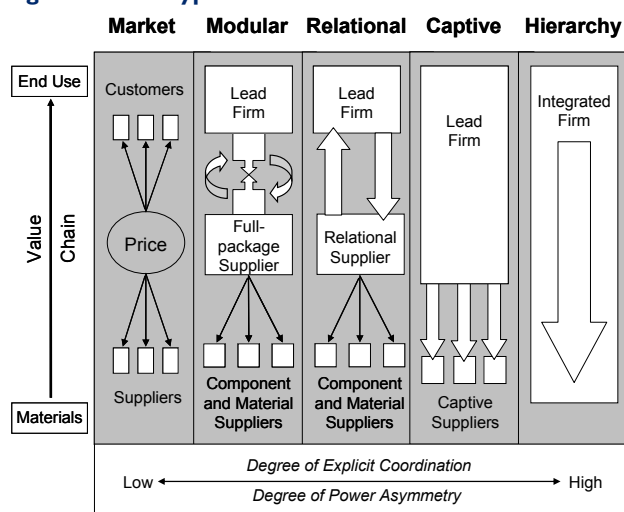 Market Modular Relational Captive Hierarchy
End Use
Value
Chain
Materials
Customers
Price
Suppliers
Lead
Firm
Full-
package
Supplier
Component
and Material
Suppliers
Lead
Firm
Relational
Supplier
Component
and Material
Suppliers
Lead
Firm
Captive
Suppliers
Integrated
Firm
Degree of Explicit Coordination
Low High
Degree of Power Asymmetry